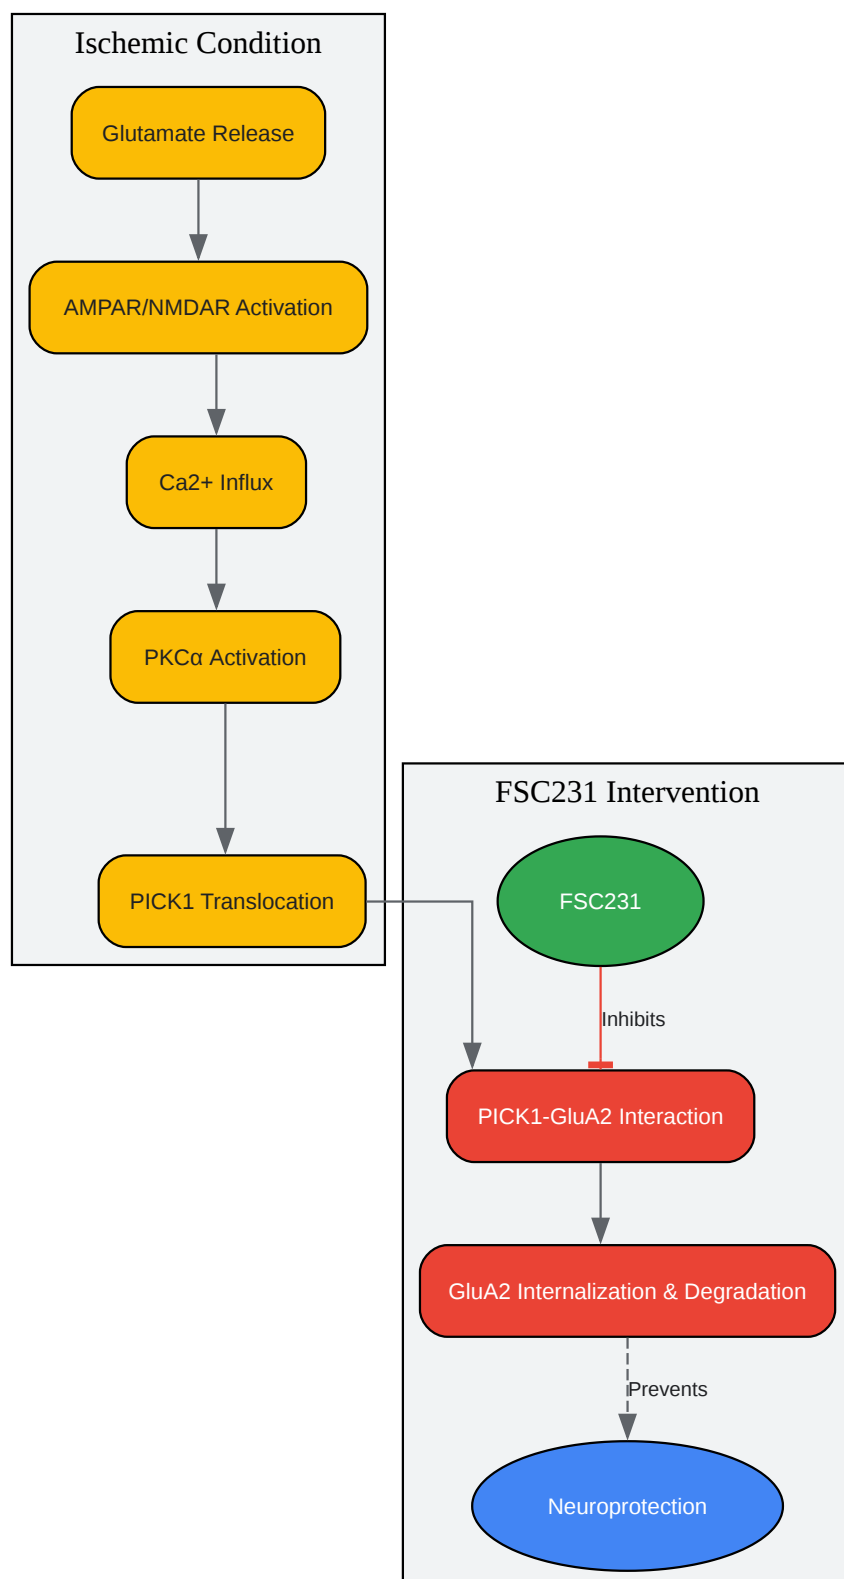 Ischemic Condition
Glutamate Release
AMPAR/NMDAR Activation
Ca2+ Influx
PKCα Activation
PICK1 Translocation
FSC231 Intervention
FSC231
Inhibits
PICK1-GluA2 Interaction
GluA2 Internalization & Degradation
Prevents
Neuroprotection